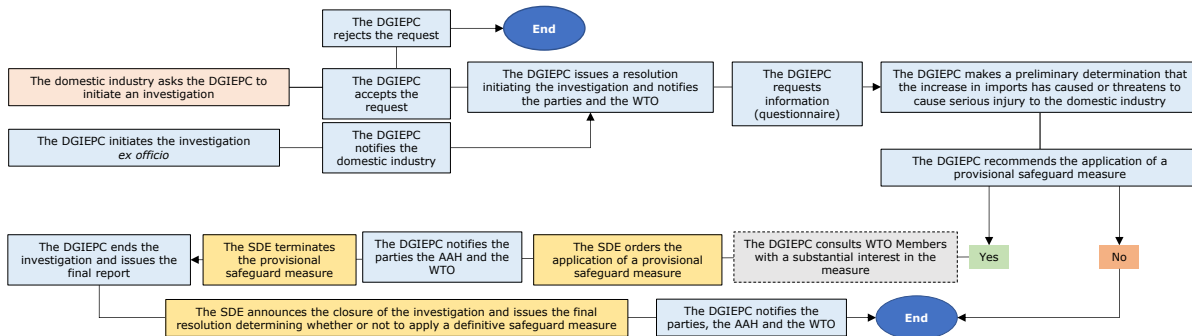 The DGIEPC
rejects the request
End
The domestic industry asks the DGIEPC to
initiate an investigation
The DGIEPC
accepts the
request
The DGIEPC issues a resolution
initiating the investigation and notifies
the parties and the WTO
The DGIEPC
requests
information
(questionnaire)
The DGIEPC makes a preliminary determination that
the increase in imports has caused or threatens to
cause serious injury to the domestic industry
The DGIEPC initiates the investigation
ex officio
The DGIEPC
notifies the
domestic industry
The DGIEPC recommends the application of a
provisional safeguard measure
The DGIEPC ends the
investigation and issues the
final report
The SDE terminates
the provisional
safeguard measure
The DGIEPC notifies the
parties the AAH and the
WTO
The SDE orders the
application of a provisional
safeguard measure
The DGIEPC consults WTO Members
with a substantial interest in the
measure
Yes
No
The SDE announces the closure of the investigation and issues the final
resolution determining whether or not to apply a definitive safeguard measure
The DGIEPC notifies the
parties, the AAH and the WTO
End